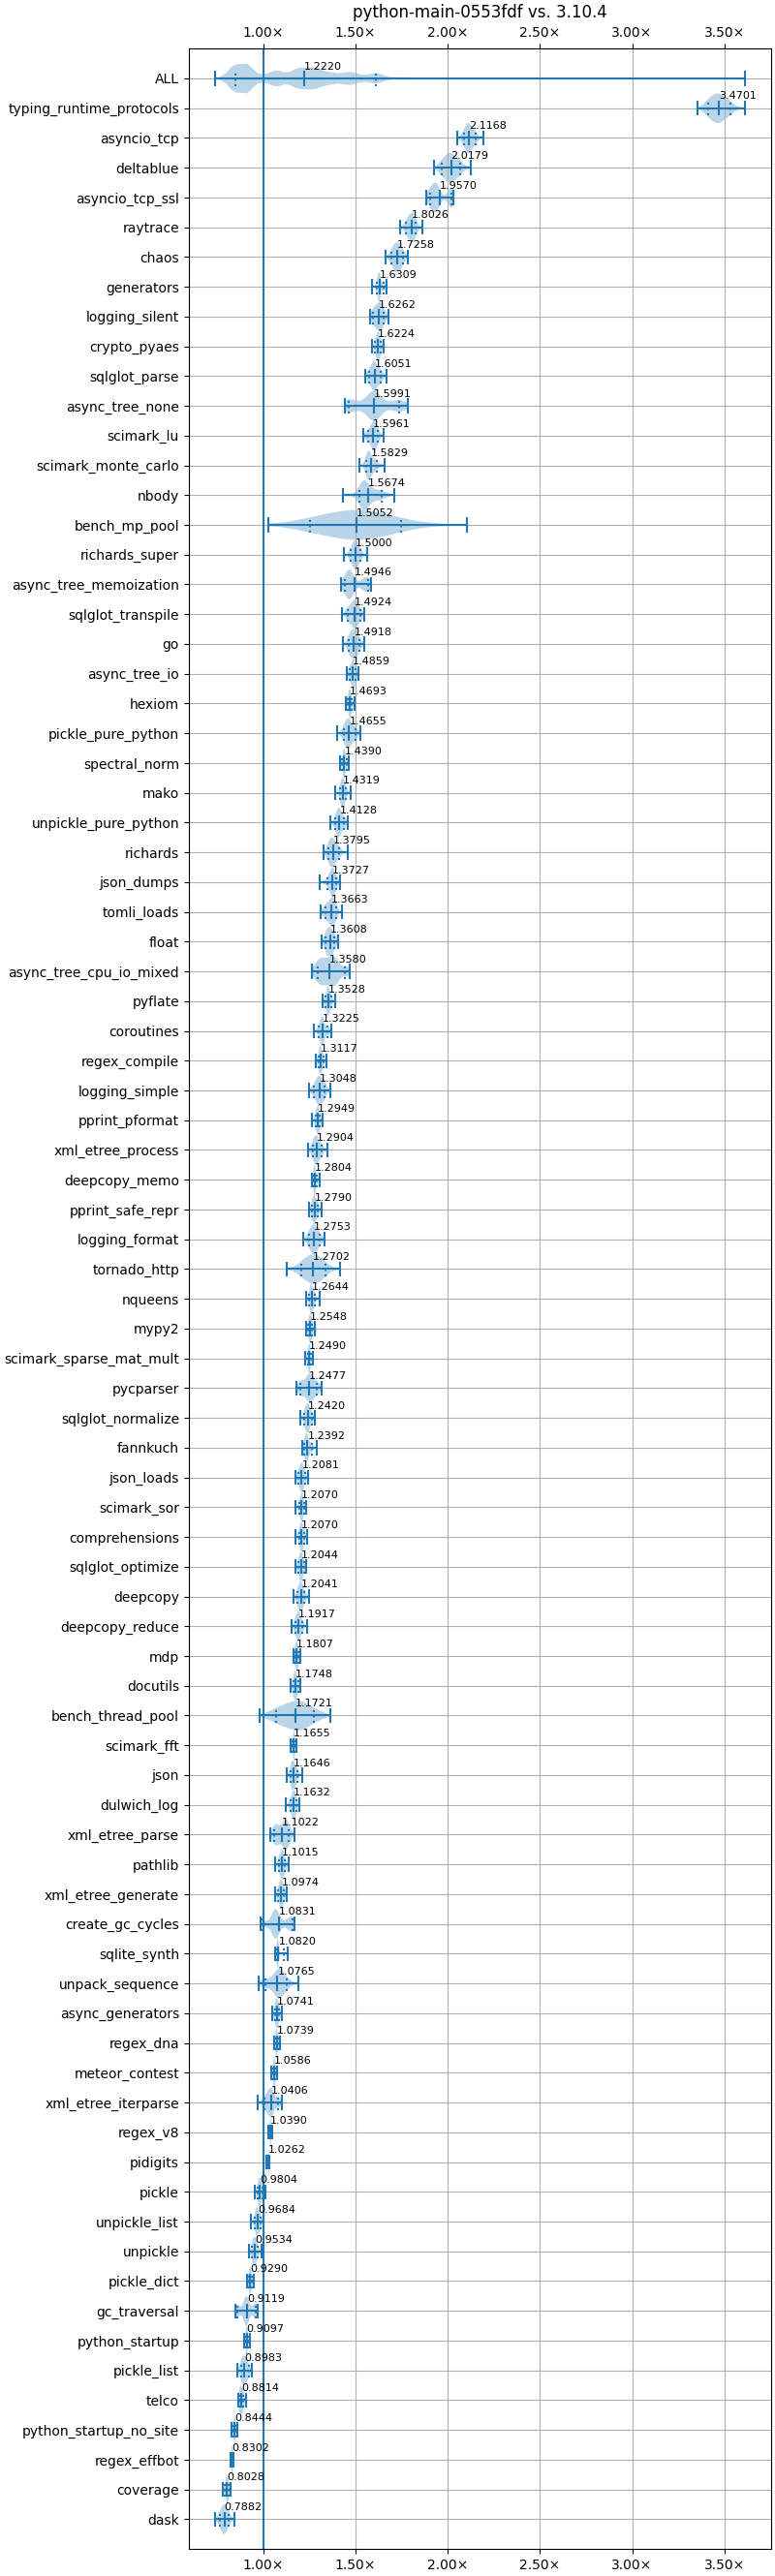 python-main-0553fdf vs. 3.10.4
1.00× 1.50× 2.00× 2.50× 3.00× 3.50×
ALL 1.2220
typing_runtime_protocols 3.4701
asyncio_tcp 2.1168
deltablue 2.0179
asyncio_tcp_ssl 1.9570
raytrace 1.8026
chaos 1.7258
generators 1.6309
logging_silent 1.6262
crypto_pyaes 1.6224
sqlglot_parse 1.6051
async_tree_none 1.5991
scimark_lu 1.5961
scimark_monte_carlo 1.5829
nbody 1.5674
bench_mp_pool 1.5052
richards_super 1.5000
async_tree_memoization 1.4946
sqlglot_transpile 1.4924
go 1.4918
async_tree_io 1.4859
hexiom 1.4693
pickle_pure_python 1.4655
spectral_norm 1.4390
mako 1.4319
unpickle_pure_python 1.4128
richards 1.3795
json_dumps 1.3727
tomli_loads 1.3663
float 1.3608
async_tree_cpu_io_mixed 1.3580
pyflate 1.3528
coroutines 1.3225
regex_compile 1.3117
logging_simple 1.3048
pprint_pformat 1.2949
xml_etree_process 1.2904
deepcopy_memo 1.2804
pprint_safe_repr 1.2790
logging_format 1.2753
tornado_http 1.2702
nqueens 1.2644
mypy2 1.2548
scimark_sparse_mat_mult 1.2490
pycparser 1.2477
sqlglot_normalize 1.2420
fannkuch 1.2392
json_loads 1.2081
scimark_sor 1.2070
comprehensions 1.2070
sqlglot_optimize 1.2044
deepcopy 1.2041
deepcopy_reduce 1.1917
mdp 1.1807
docutils 1.1748
bench_thread_pool 1.1721
scimark_fft 1.1655
json 1.1646
dulwich_log 1.1632
xml_etree_parse 1.1022
pathlib 1.1015
xml_etree_generate 1.0974
create_gc_cycles 1.0831
sqlite_synth 1.0820
unpack_sequence 1.0765
async_generators 1.0741
regex_dna 1.0739
meteor_contest 1.0586
xml_etree_iterparse 1.0406
regex_v8 1.0390
pidigits 1.0262
pickle 0.9804
unpickle_list 0.9684
unpickle 0.9534
pickle_dict 0.9290
gc_traversal 0.9119
python_startup 0.9097
pickle_list 0.8983
telco 0.8814
python_startup_no_site 0.8444
regex_effbot 0.8302
coverage 0.8028
dask 0.7882
1.00× 1.50× 2.00× 2.50× 3.00× 3.50×